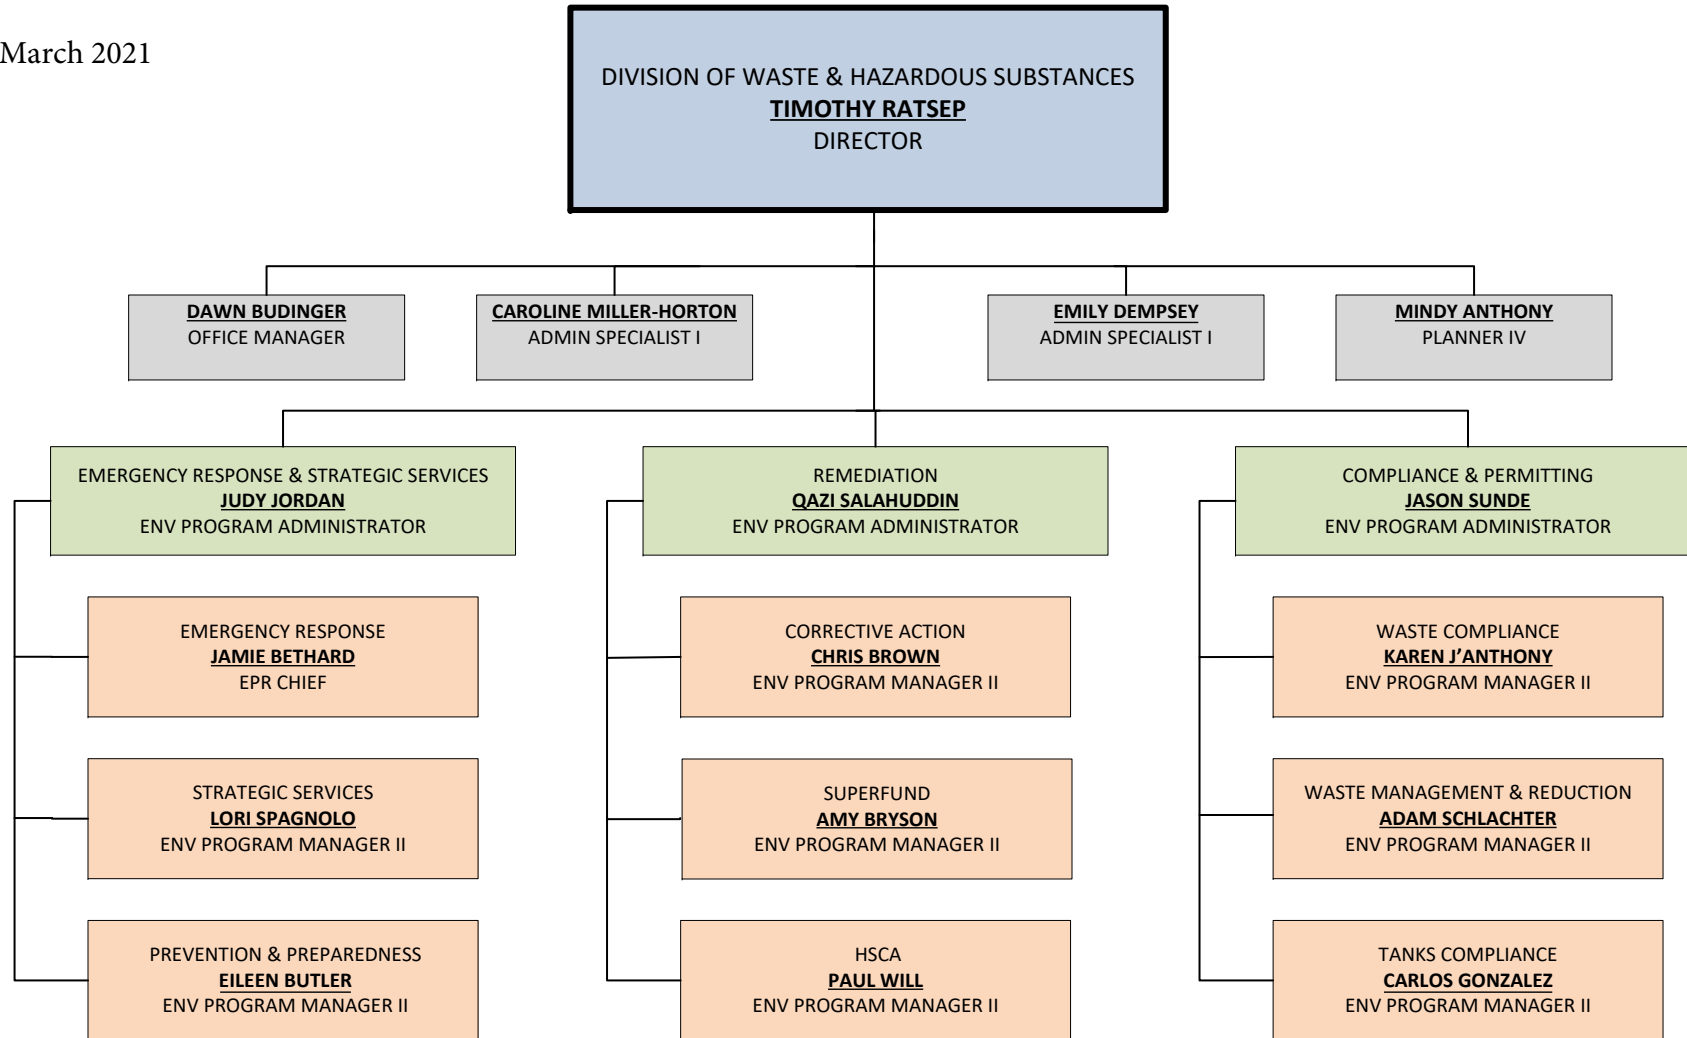 March 2021
DIVISION OF WASTE & HAZARDOUS SUBSTANCES
TIMOTHY RATSEP
DIRECTOR
DAWN BUDINGER
OFFICE MANAGER
CAROLINE MILLER-HORTON
ADMIN SPECIALIST I
EMILY DEMPSEY
ADMIN SPECIALIST I
MINDY ANTHONY
PLANNER IV
EMERGENCY RESPONSE & STRATEGIC SERVICES
JUDY JORDAN
ENV PROGRAM ADMINISTRATOR
REMEDIATION
QAZI SALAHUDDIN
ENV PROGRAM ADMINISTRATOR
COMPLIANCE & PERMITTING
JASON SUNDE
ENV PROGRAM ADMINISTRATOR
EMERGENCY RESPONSE
JAMIE BETHARD
EPR CHIEF
CORRECTIVE ACTION
CHRIS BROWN
ENV PROGRAM MANAGER II
WASTE COMPLIANCE
KAREN J’ANTHONY
ENV PROGRAM MANAGER II
STRATEGIC SERVICES
LORI SPAGNOLO
ENV PROGRAM MANAGER II
SUPERFUND
AMY BRYSON
ENV PROGRAM MANAGER II
WASTE MANAGEMENT & REDUCTION
ADAM SCHLACHTER
ENV PROGRAM MANAGER II
PREVENTION & PREPAREDNESS
EILEEN BUTLER
ENV PROGRAM MANAGER II
HSCA
PAUL WILL
ENV PROGRAM MANAGER II
TANKS COMPLIANCE
CARLOS GONZALEZ
ENV PROGRAM MANAGER II